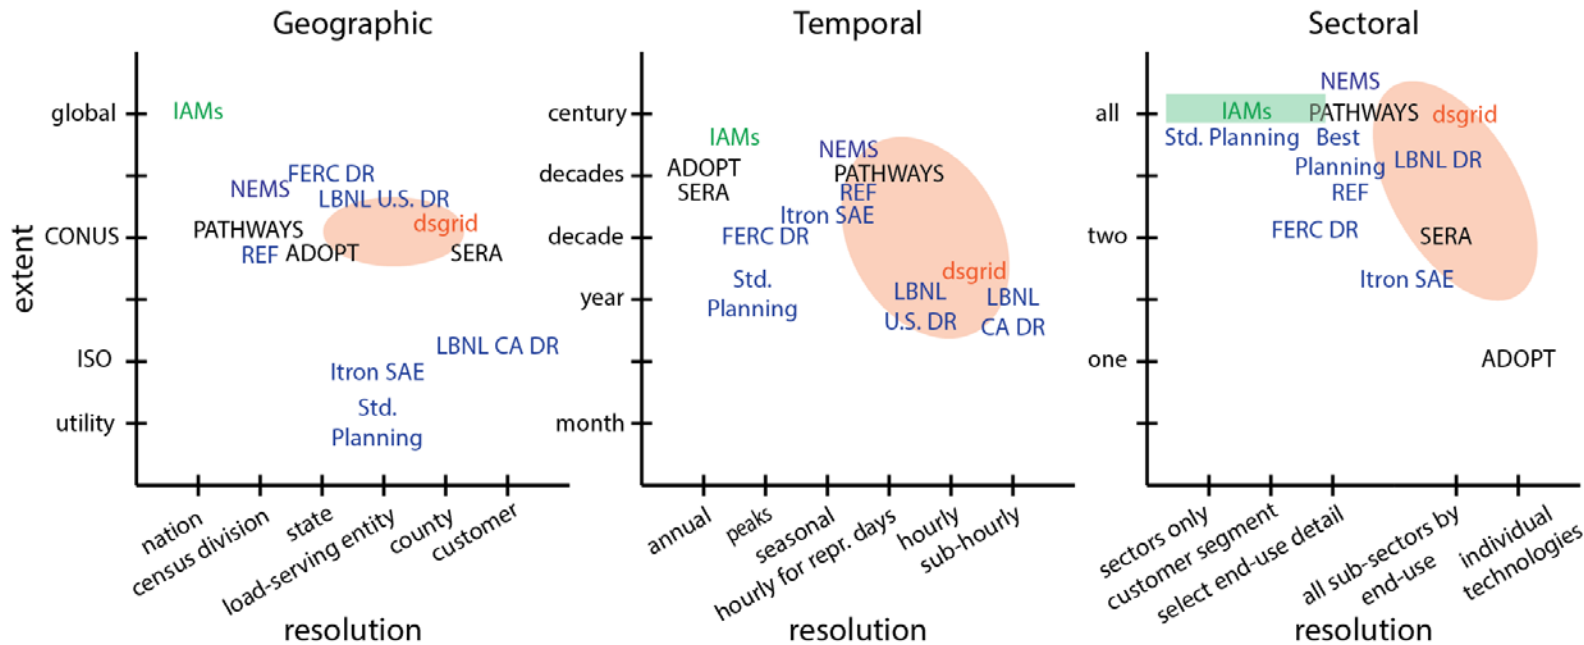 Geographic
extent
global
CONUS
ISO
utility
IAMs
FERC DR
NEMS
LBNL U.S. DR
dsgrid
PATHWAYS
REF
ADOPT
SERA
LBNL CA DR
Itron SAE
Std.
Planning
nation
census division
state
load-serving entity
county
customer
resolution
Temporal
century
decades
decade
year
month
IAMs
NEMS
ADOPT
PATHWAYS
SERA
REF
Itron SAE
FERC DR
dsgrid
Std.
Planning
LBNL
U.S. DR
LBNL
CA DR
annual
peaks
seasonal
hourly for repr. days
hourly
sub-hourly
resolution
Sectoral
all
two
one
NEMS
IAMs
PATHWAYS
dsgrid
Std. Planning
Best
Planning
LBNL DR
REF
FERC DR
SERA
Itron SAE
ADOPT
sectors only
customer segment
select end-use detail
all sub-sectors by
end-use
individual
technologies
resolution